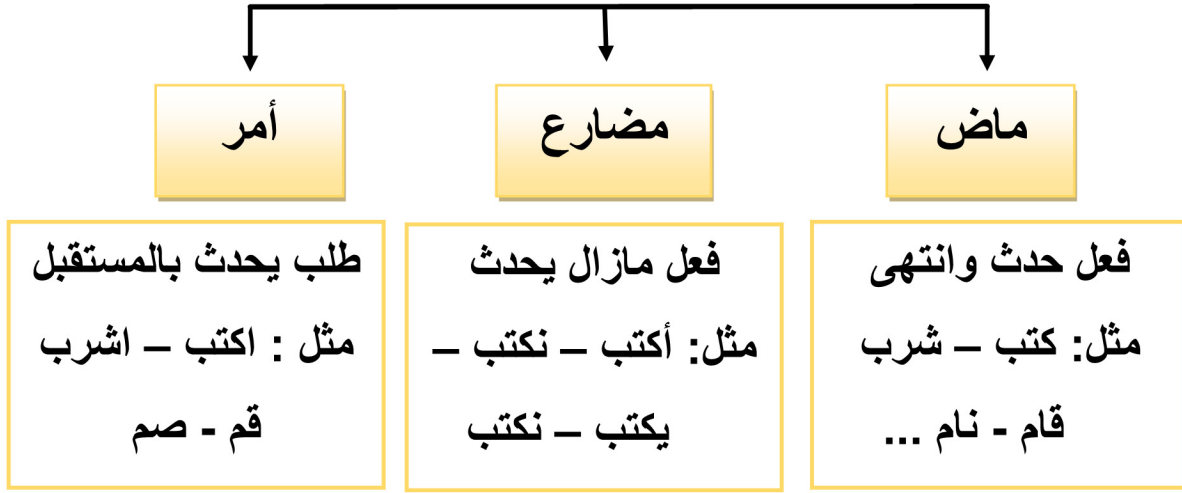 ماض
مضارع
أمر
فعل حدث وانتهى
مثل: كتب – شرب
قام - نام ...
فعل مازال يحدث
مثل: أكتب – نكتب –
يكتب – نكتب
طلب يحدث بالمستقبل
مثل : اكتب – اشرب
قم - صم